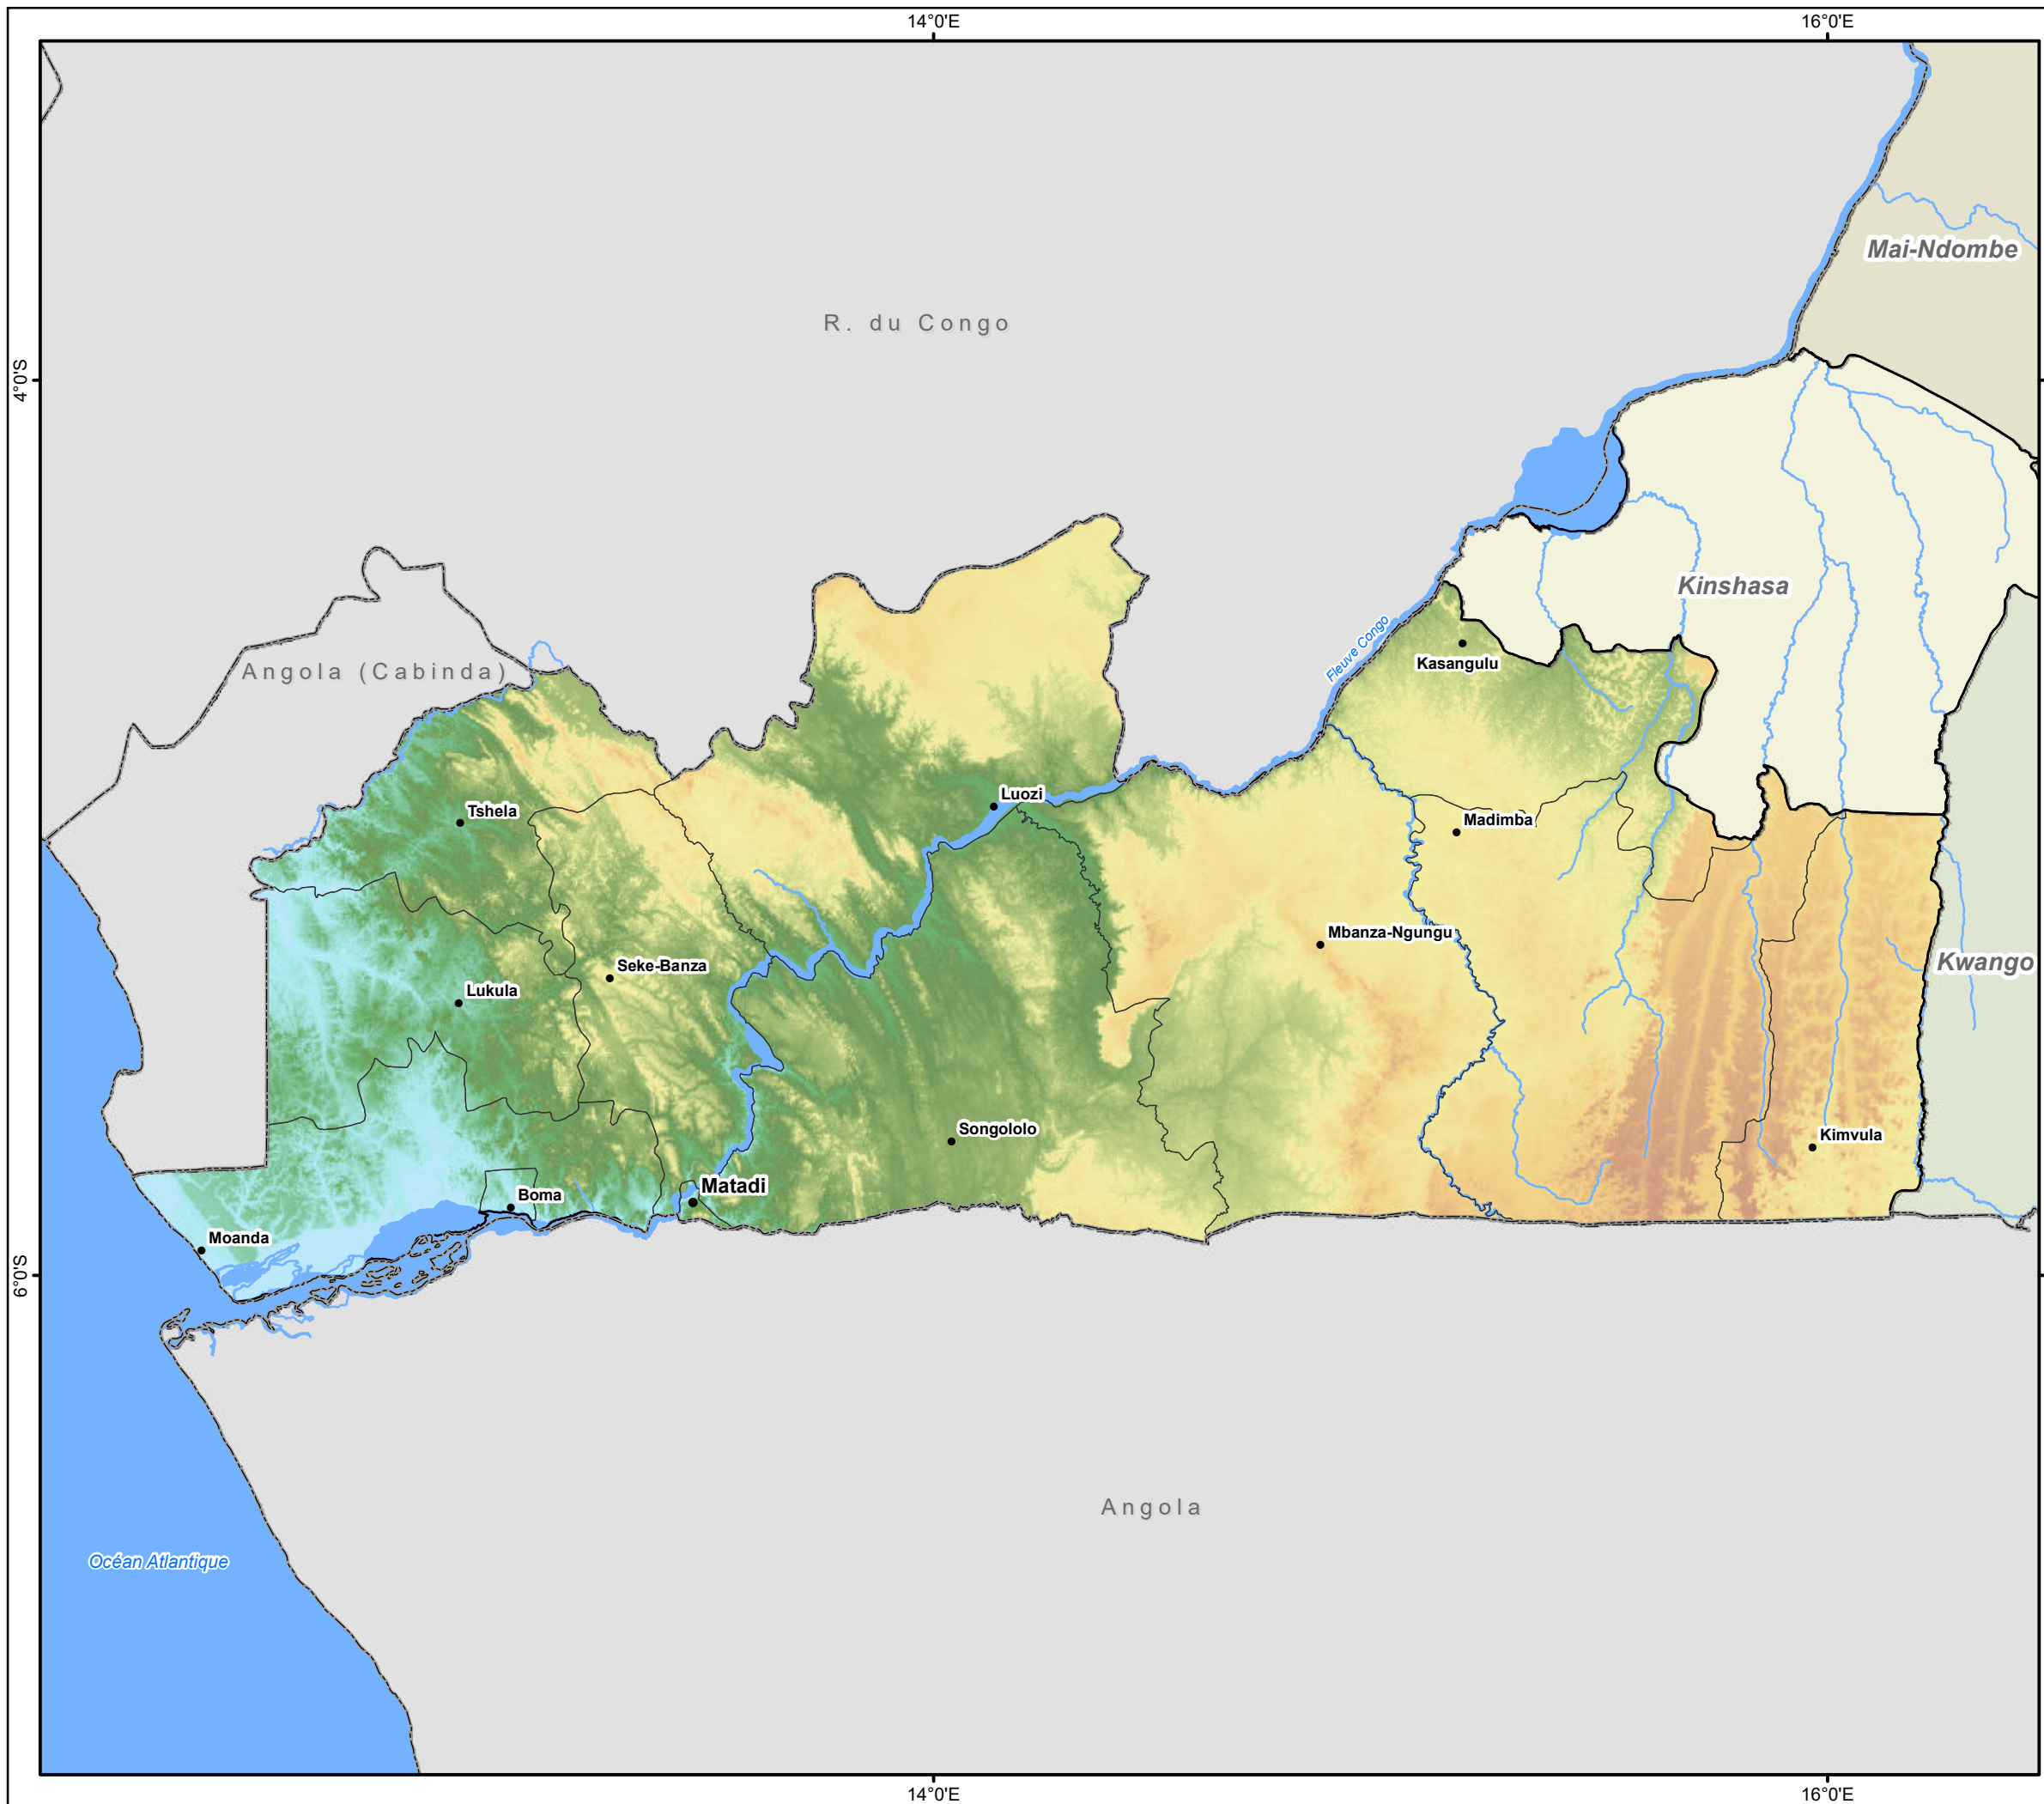 14°0'E
16°0'E
Mai-Ndombe
R. du Congo
4°0'S
Kinshasa
Fleuve Congo
Kasangulu
Angola (Cabinda)
Luozi
Tshela
Madimba
Mbanza-Ngungu
Seke-Banza
Kwango
Lukula
Songololo
Kimvula
Matadi
Boma
Moanda
6°0'S
Angola
Océan Atlantique
14°0'E
16°0'E